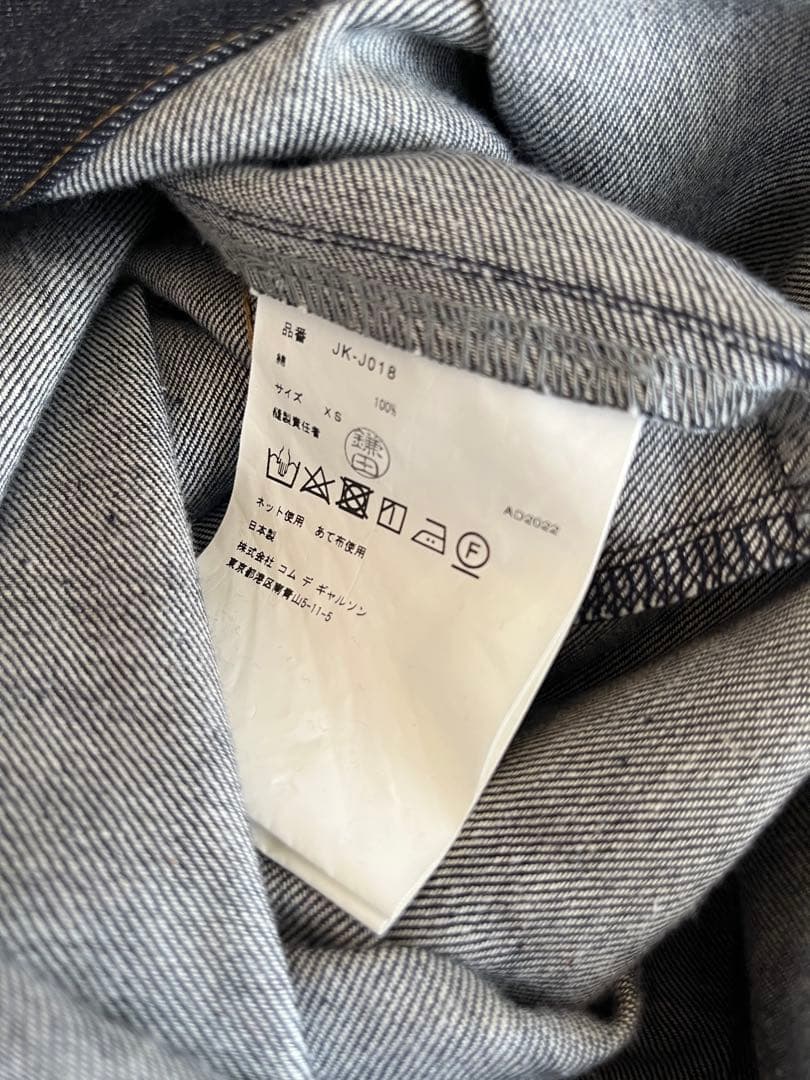 品番 JK-J018
綿 100%
サイズ XS
縫製責任者 鎌田
F
AD2022
ネット使用 あて布使用
日本製
株式会社 コム デ ギャルソン
東京都港区南青山5-11-5